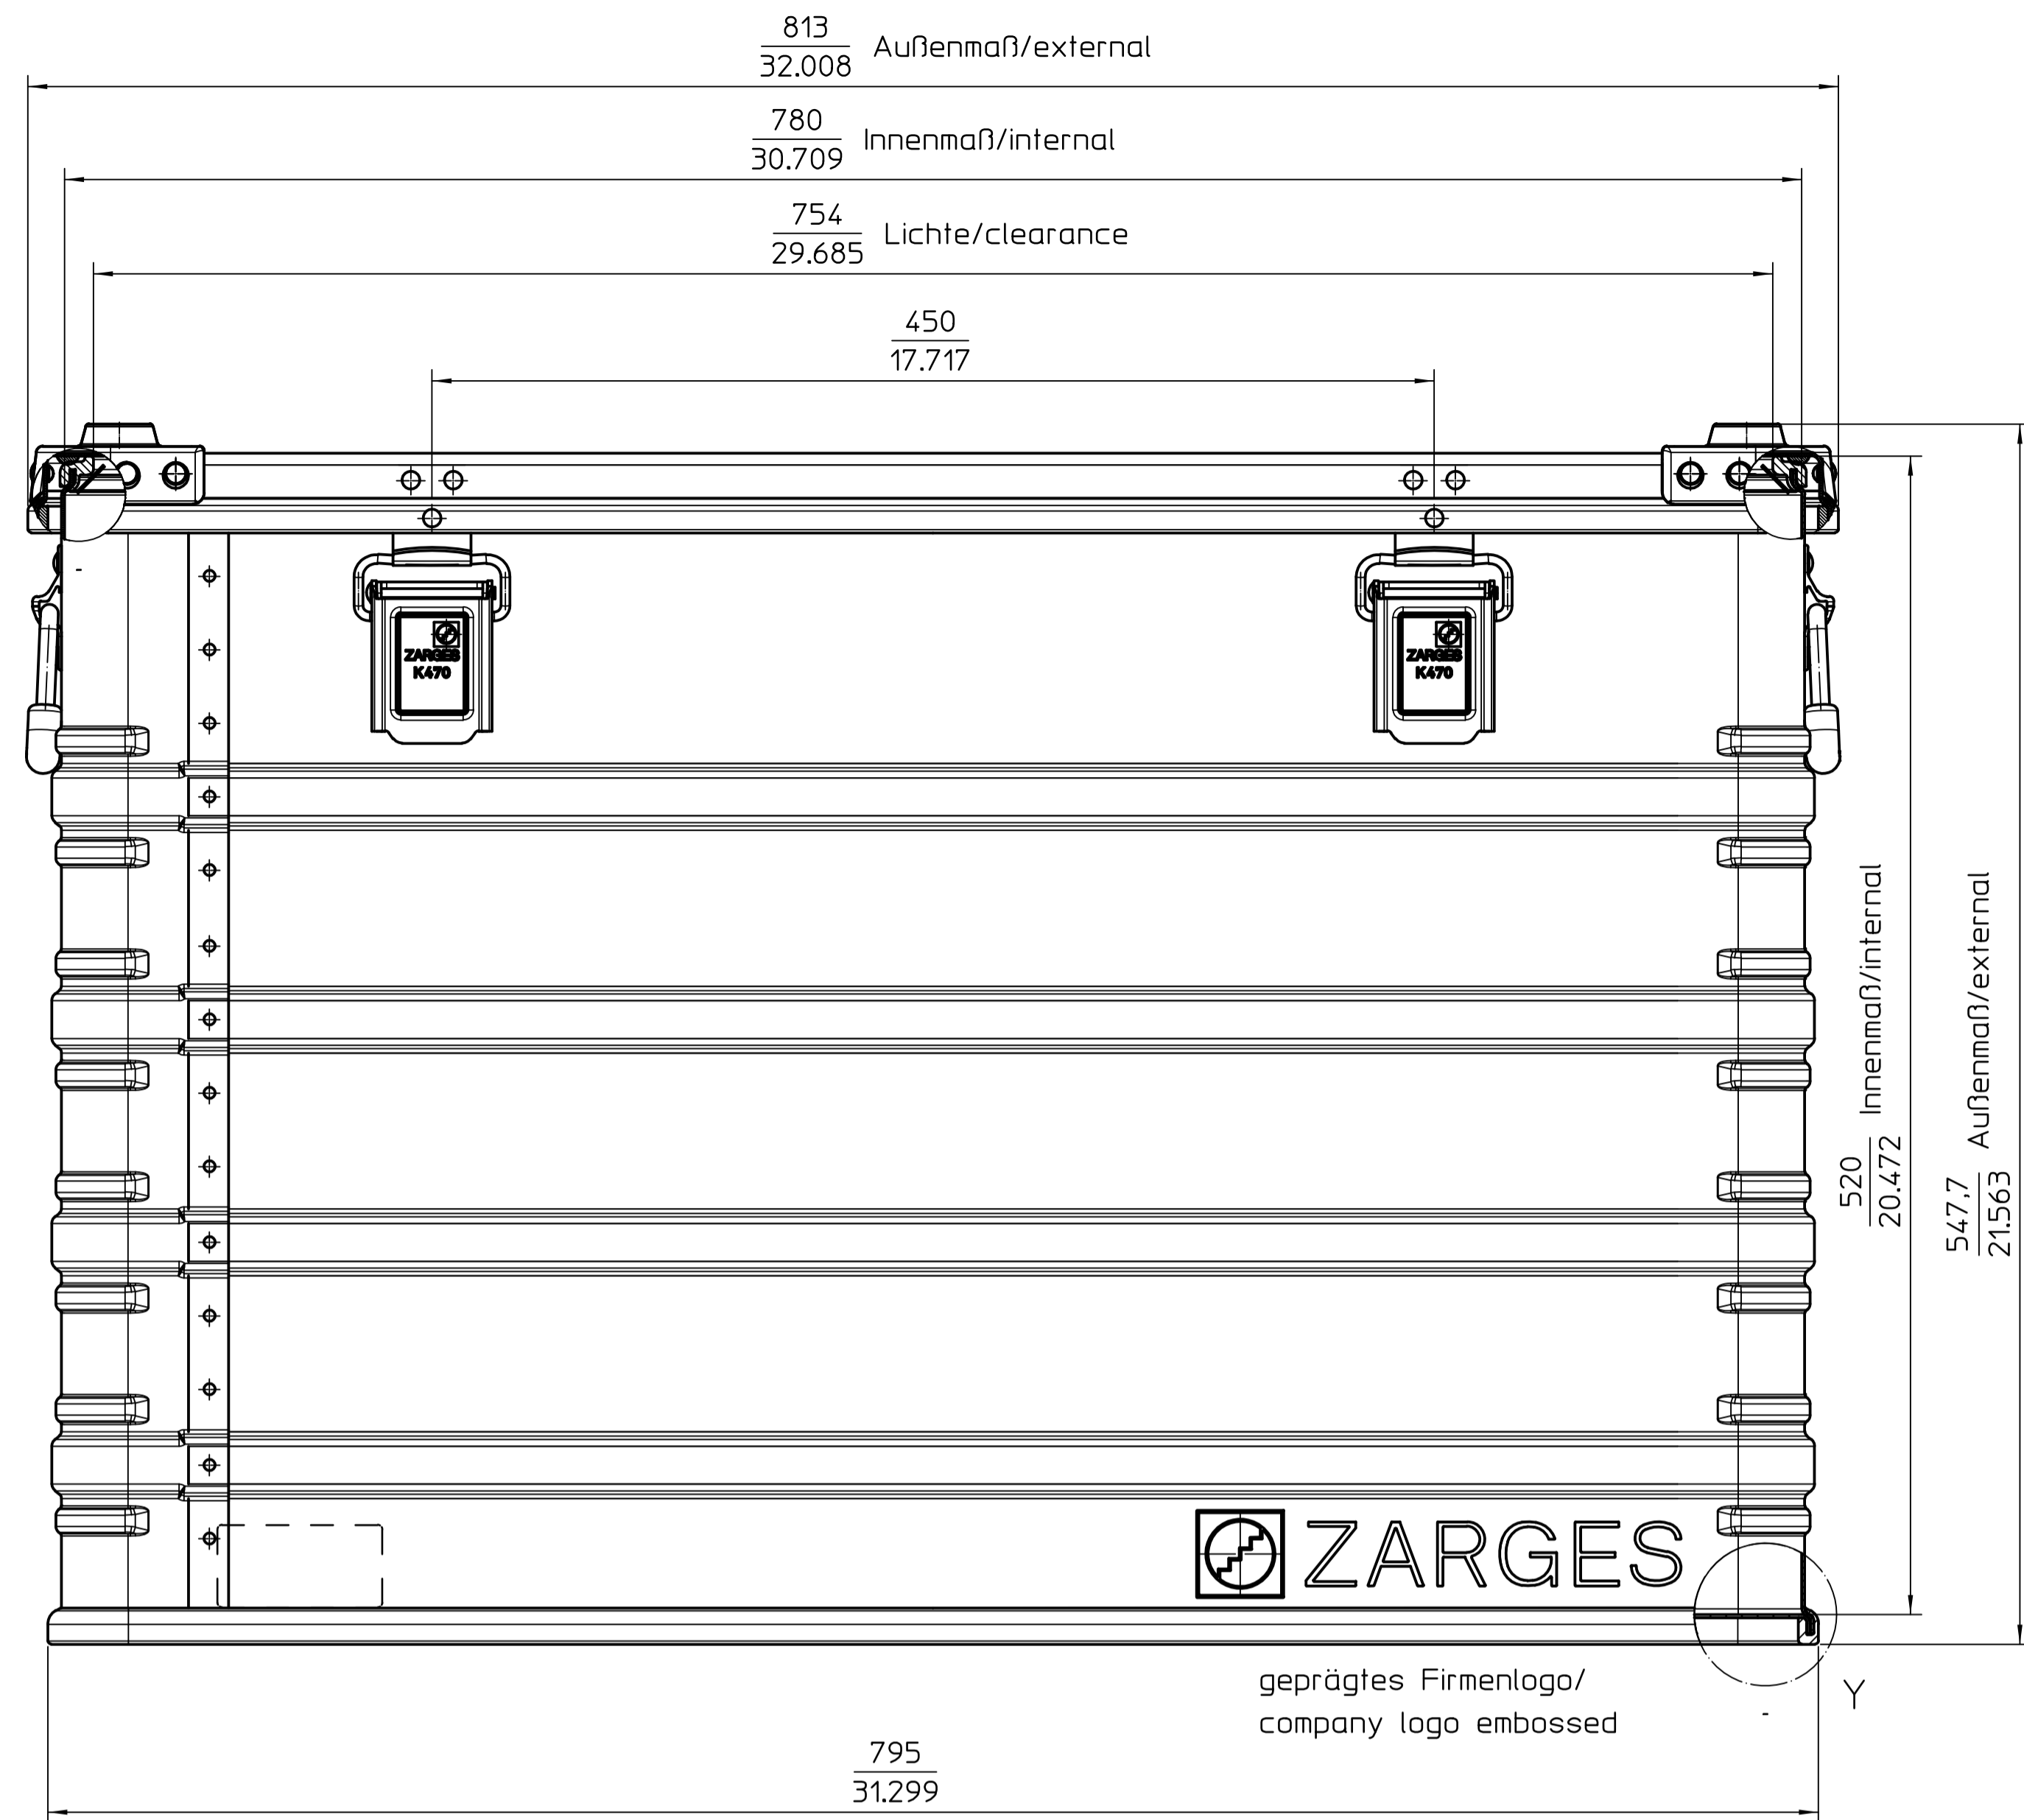 813
32.008
Außenmaß/external
780
30.709
Innenmaß/internal
754
29.685
Lichte/clearance
450
17.717
ZARGES
K470
ZARGES
K470
520
20.472
Innenmaß/internal
547,7
21.563
Außenmaß/external
ZARGES
geprägtes Firmenlogo/
company logo embossed
Y
795
31.299